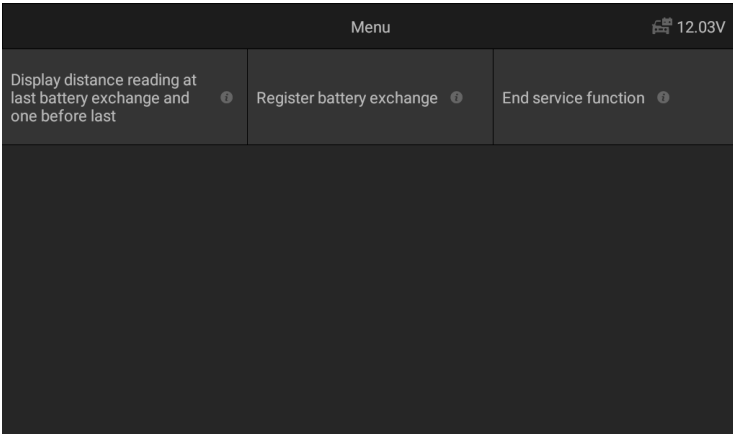 Menu
12.03V
Display distance reading at
last battery exchange and
one before last
Register battery exchange
End service function